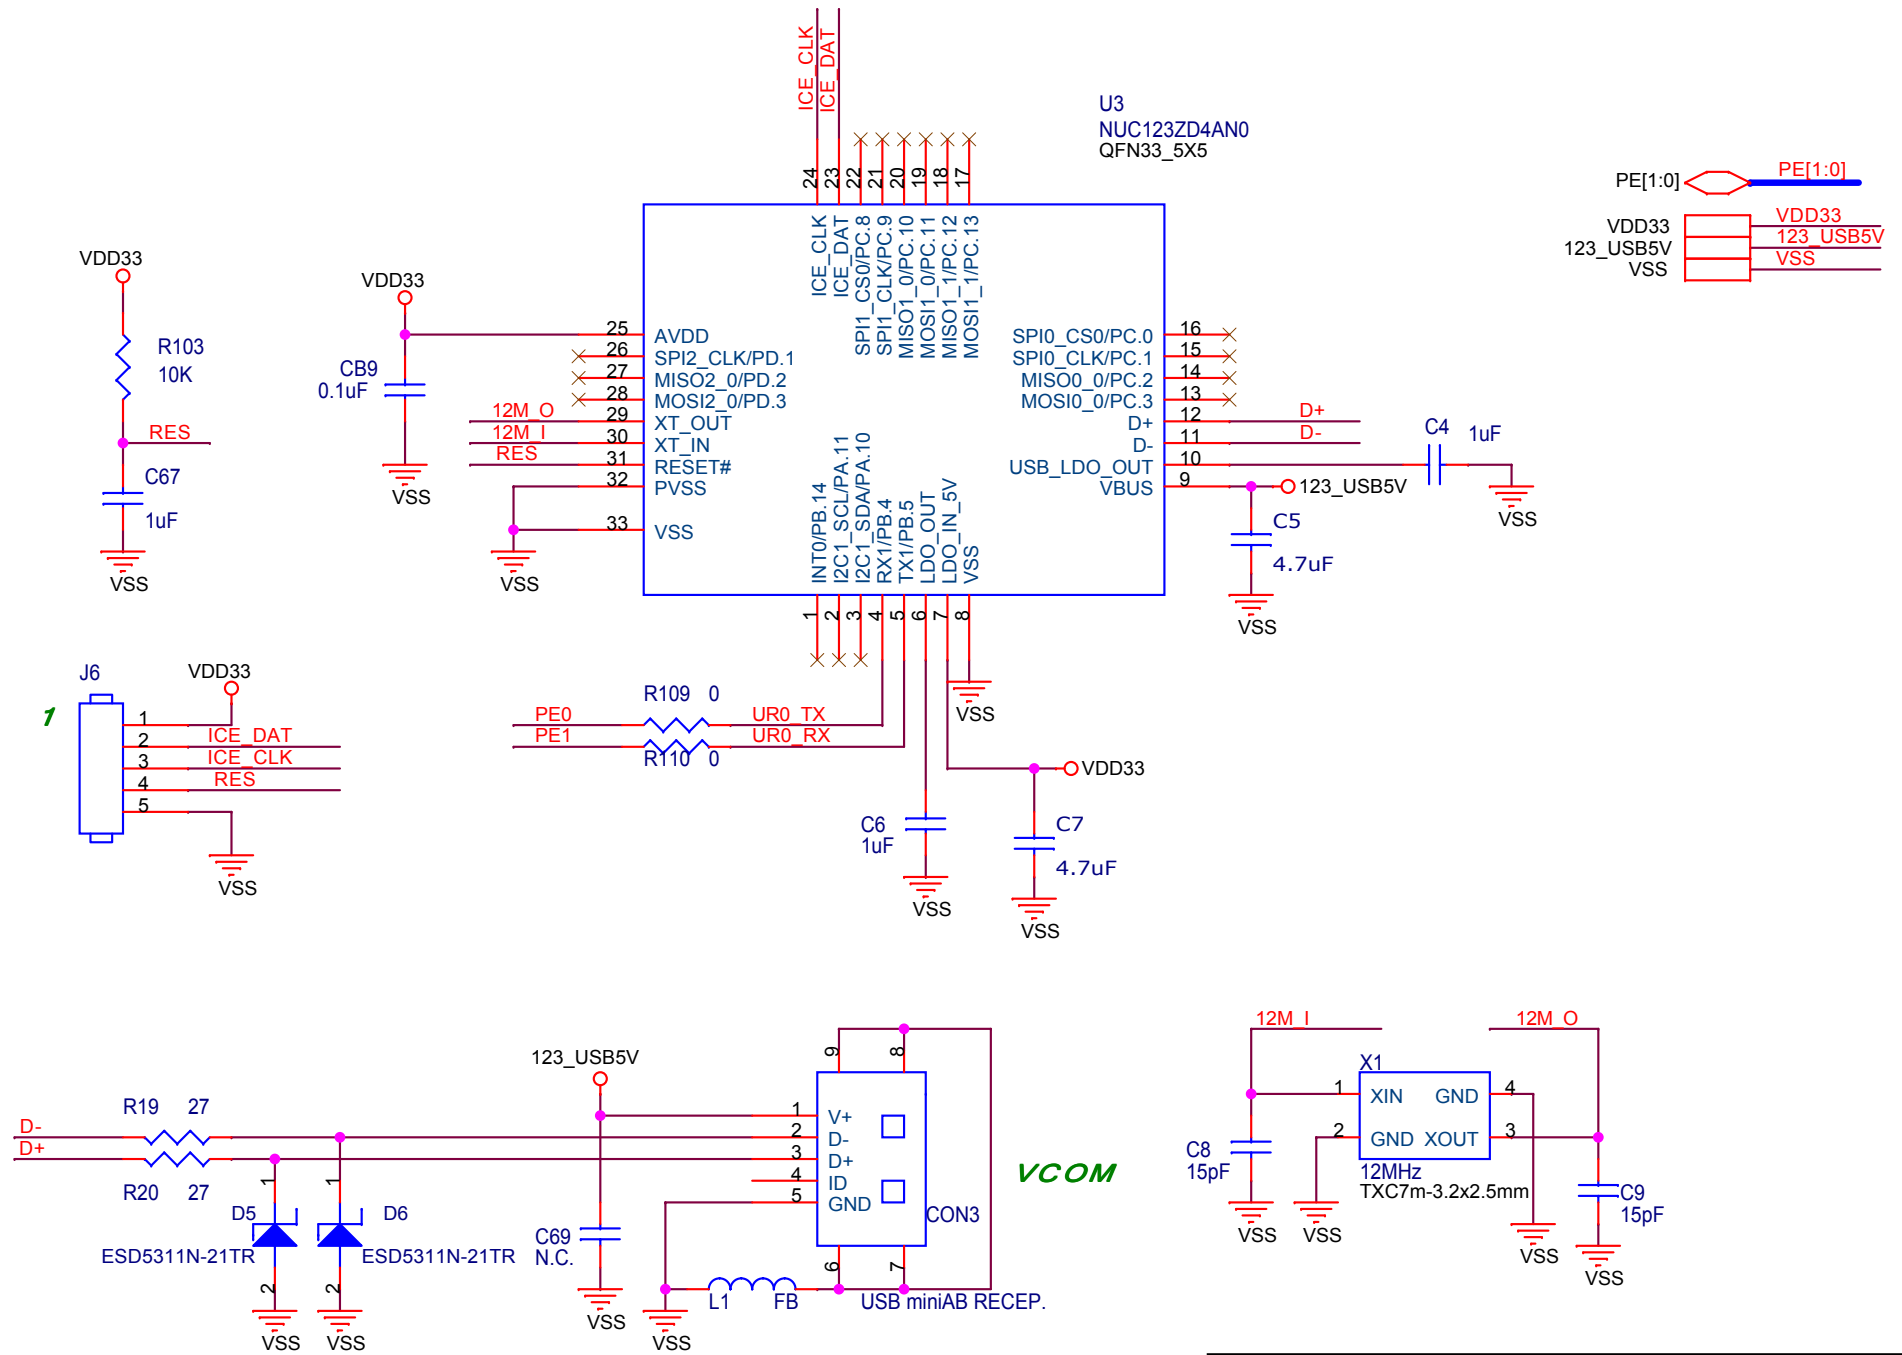 ICE_CLK
ICE_DAT
U3
NUC123ZD4AN0
QFN33_5X5
24
23
22
21
20
19
18
17
ICE_CLK
ICE_DAT
SPI1_CS0/PC.8
SPI1_CLK/PC.9
MISO1_0/PC.10
MOSI1_0/PC.11
MISO1_1/PC.12
MOSI1_1/PC.13
PE[1:0]
PE[1:0]
VDD33
VDD33
123_USB5V
123_USB5V
VSS
VSS
VDD33
R103
10K
RES
C67
1uF
VSS
VDD33
CB9
0.1uF
VSS
25
AVDD
26
SPI2_CLK/PD.1
27
MISO2_0/PD.2
28
MOSI2_0/PD.3
12M_O
29
XT_OUT
12M_I
30
XT_IN
RES
31
RESET#
32
PVSS
33
VSS
VSS
SPI0_CS0/PC.0
16
SPI0_CLK/PC.1
15
MISO0_0/PC.2
14
MOSI0_0/PC.3
13
D+
12
D+
D-
11
D-
USB_LDO_OUT
10
VBUS
9
C4
1uF
VSS
123_USB5V
C5
4.7uF
VSS
INT0/PB.14
I2C1_SCL/PA.11
I2C1_SDA/PA.10
RX1/PB.4
TX1/PB.5
LDO_OUT
LDO_IN_5V
VSS
1
2
3
4
5
6
7
8
VSS
J6
VDD33
1
1
2
ICE_DAT
3
ICE_CLK
4
RES
5
VSS
R109 0
PE0
UR0_TX
PE1
UR0_RX
R110 0
VDD33
C6
1uF
VSS
C7
4.7uF
VSS
123_USB5V
R19 27
D-
D+
R20 27
1
1
D5
D6
ESD5311N-21TR
ESD5311N-21TR
2
2
VSS
VSS
C69
N.C.
VSS
9
8
1
V+
2
D-
3
D+
4
ID
5
GND
CON3
6
7
L1
FB
USB miniAB RECEP.
VSS
VCOM
12M_I
12M_O
X1
1
XIN
GND
4
2
GND
XOUT
3
12MHz
TXC7m-3.2x2.5mm
C8
15pF
VSS
VSS
VSS
C9
15pF
VSS